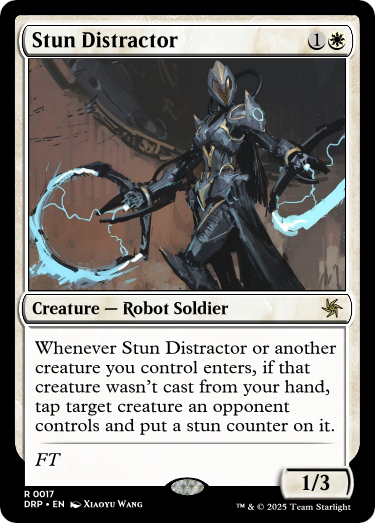 Stun Distractor 1
Creature — Robot Soldier
Whenever Stun Distractor or another
creature you control enters, if that
creature wasn't cast from your hand,
tap target creature an opponent
controls and put a stun counter on it.
FT
1/3
R 0017
DRP • EN Xiaoyu Wang
™ & © 2025 Team Starlight